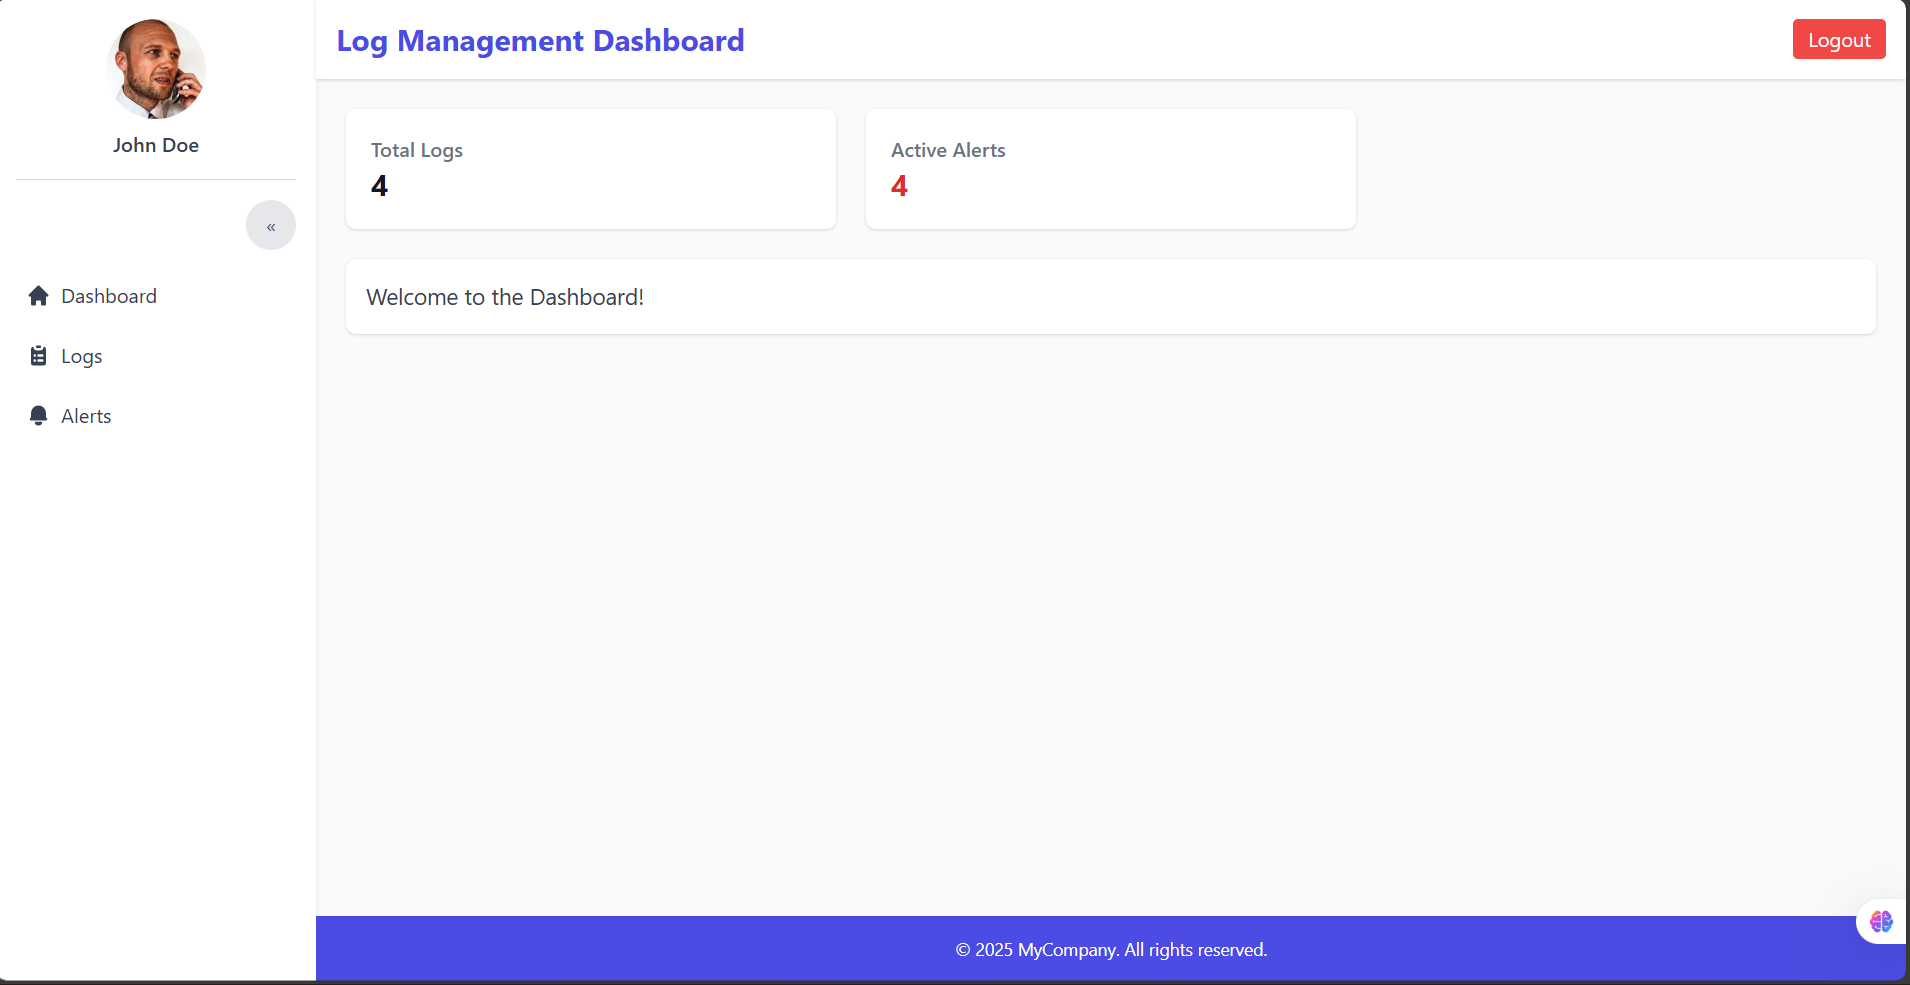 John Doe
«
Dashboard
Logs
Alerts
Log Management Dashboard
Logout
Total Logs
4
Active Alerts
4
Welcome to the Dashboard!
© 2025 MyCompany. All rights reserved.